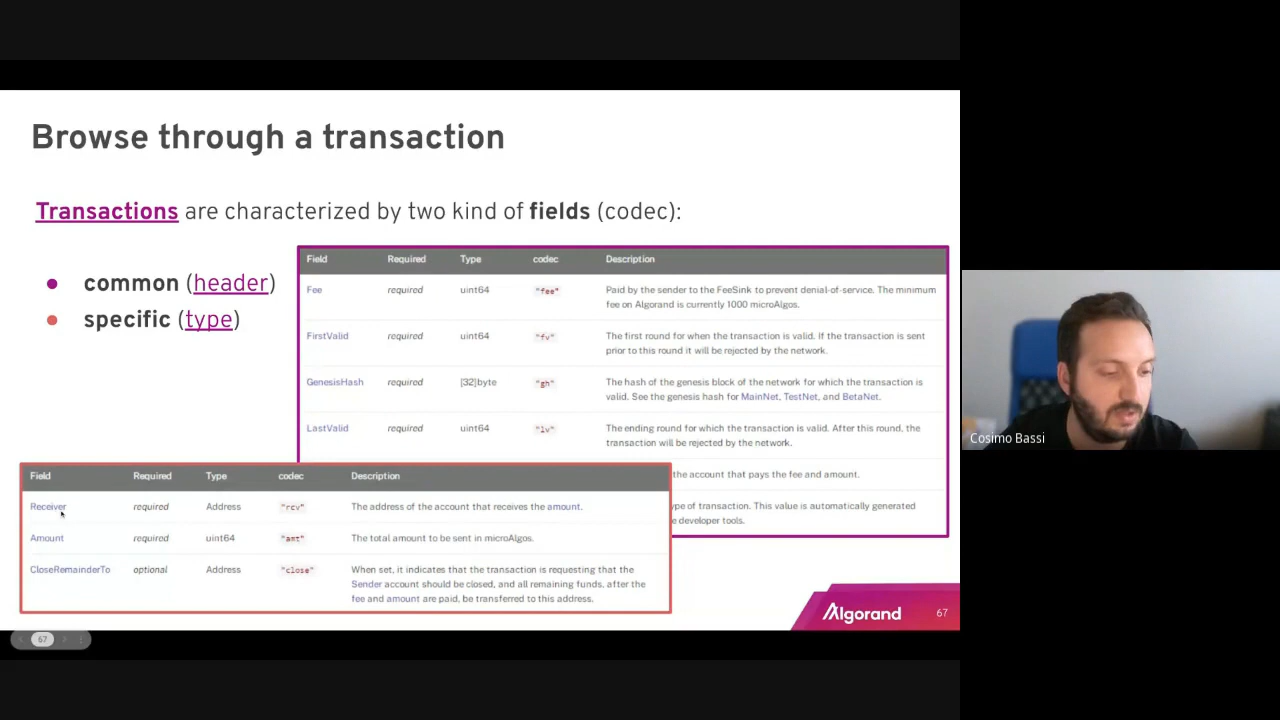 Browse through a transaction
Transactions are characterized by two kind of fields (codec):
common (header)
specific (type)
Field Required Type codec Description
Fee required uint64 "fee" Paid by the sender to the FeeSink to prevent denial-of-service. The minimum
fee on Algorand is currently 1000 microAlgos.
FirstValid required uint64 "fv" The first round for when the transaction is valid. If the transaction is sent
prior to this round it will be rejected by the network.
GenesisHash required [32]byte "gh" The hash of the genesis block of the network for which the transaction is
valid. See the genesis hash for MainNet, TestNet, and BetaNet.
LastValid required uint64 "lv" The ending round for which the transaction is valid. After this round, the
transaction will be rejected by the network.
the account that pays the fee and amount.
ype of transaction. This value is automatically generated
e developer tools.
Field Required Type codec Description
Receiver required Address "rcv" The address of the account that receives the amount.
Amount required uint64 "amt" The total amount to be sent in microAlgos.
CloseRemainderTo optional Address "close" When set, it indicates that the transaction is requesting that the
Sender account should be closed, and all remaining funds, after the
fee and amount are paid, be transferred to this address.
Algorand 67
67
Cosimo Bassi